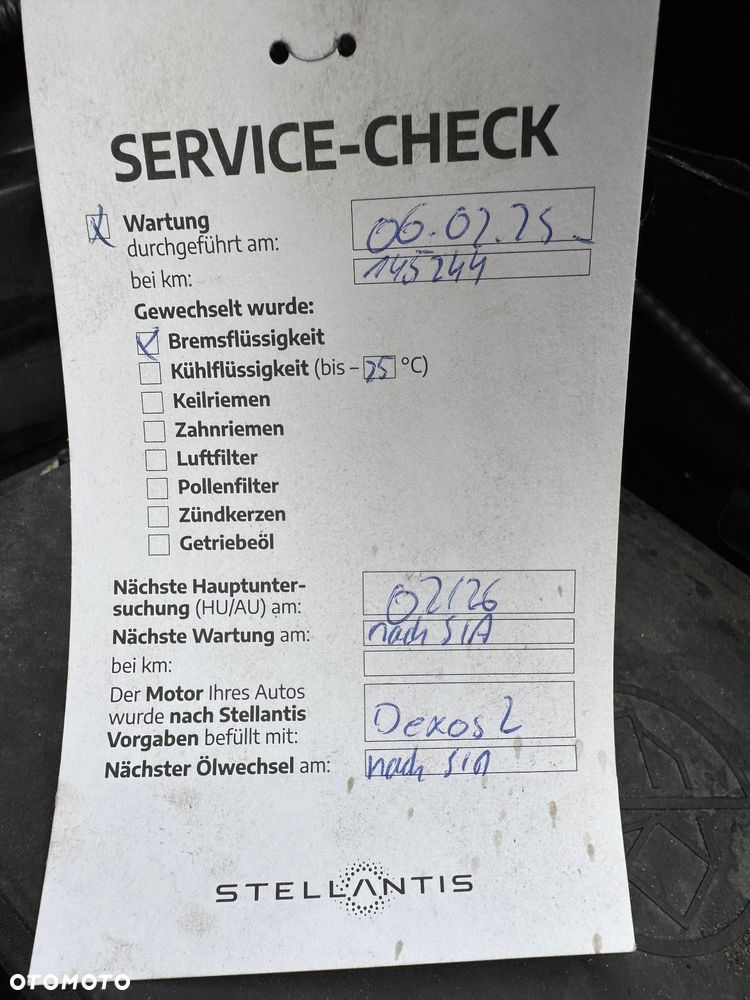 SERVICE-CHECK
Wartung
durchgeführt am: 06.02.25
bei km: 145244
Gewechselt wurde:
Bremsflüssigkeit
Kühlflüssigkeit (bis – 25 °C)
Keilriemen
Zahnriemen
Luftfilter
Pollenfilter
Zündkerzen
Getriebeöl
Nächste Hauptunter-
suchung (HU/AU) am: 02/26
Nächste Wartung am: nach SIA
bei km:
Der Motor Ihres Autos
wurde nach Stellantis
Vorgaben befüllt mit: Dexos 2
Nächster Ölwechsel am: nach SIA
STELLANTIS
OTOMOTO